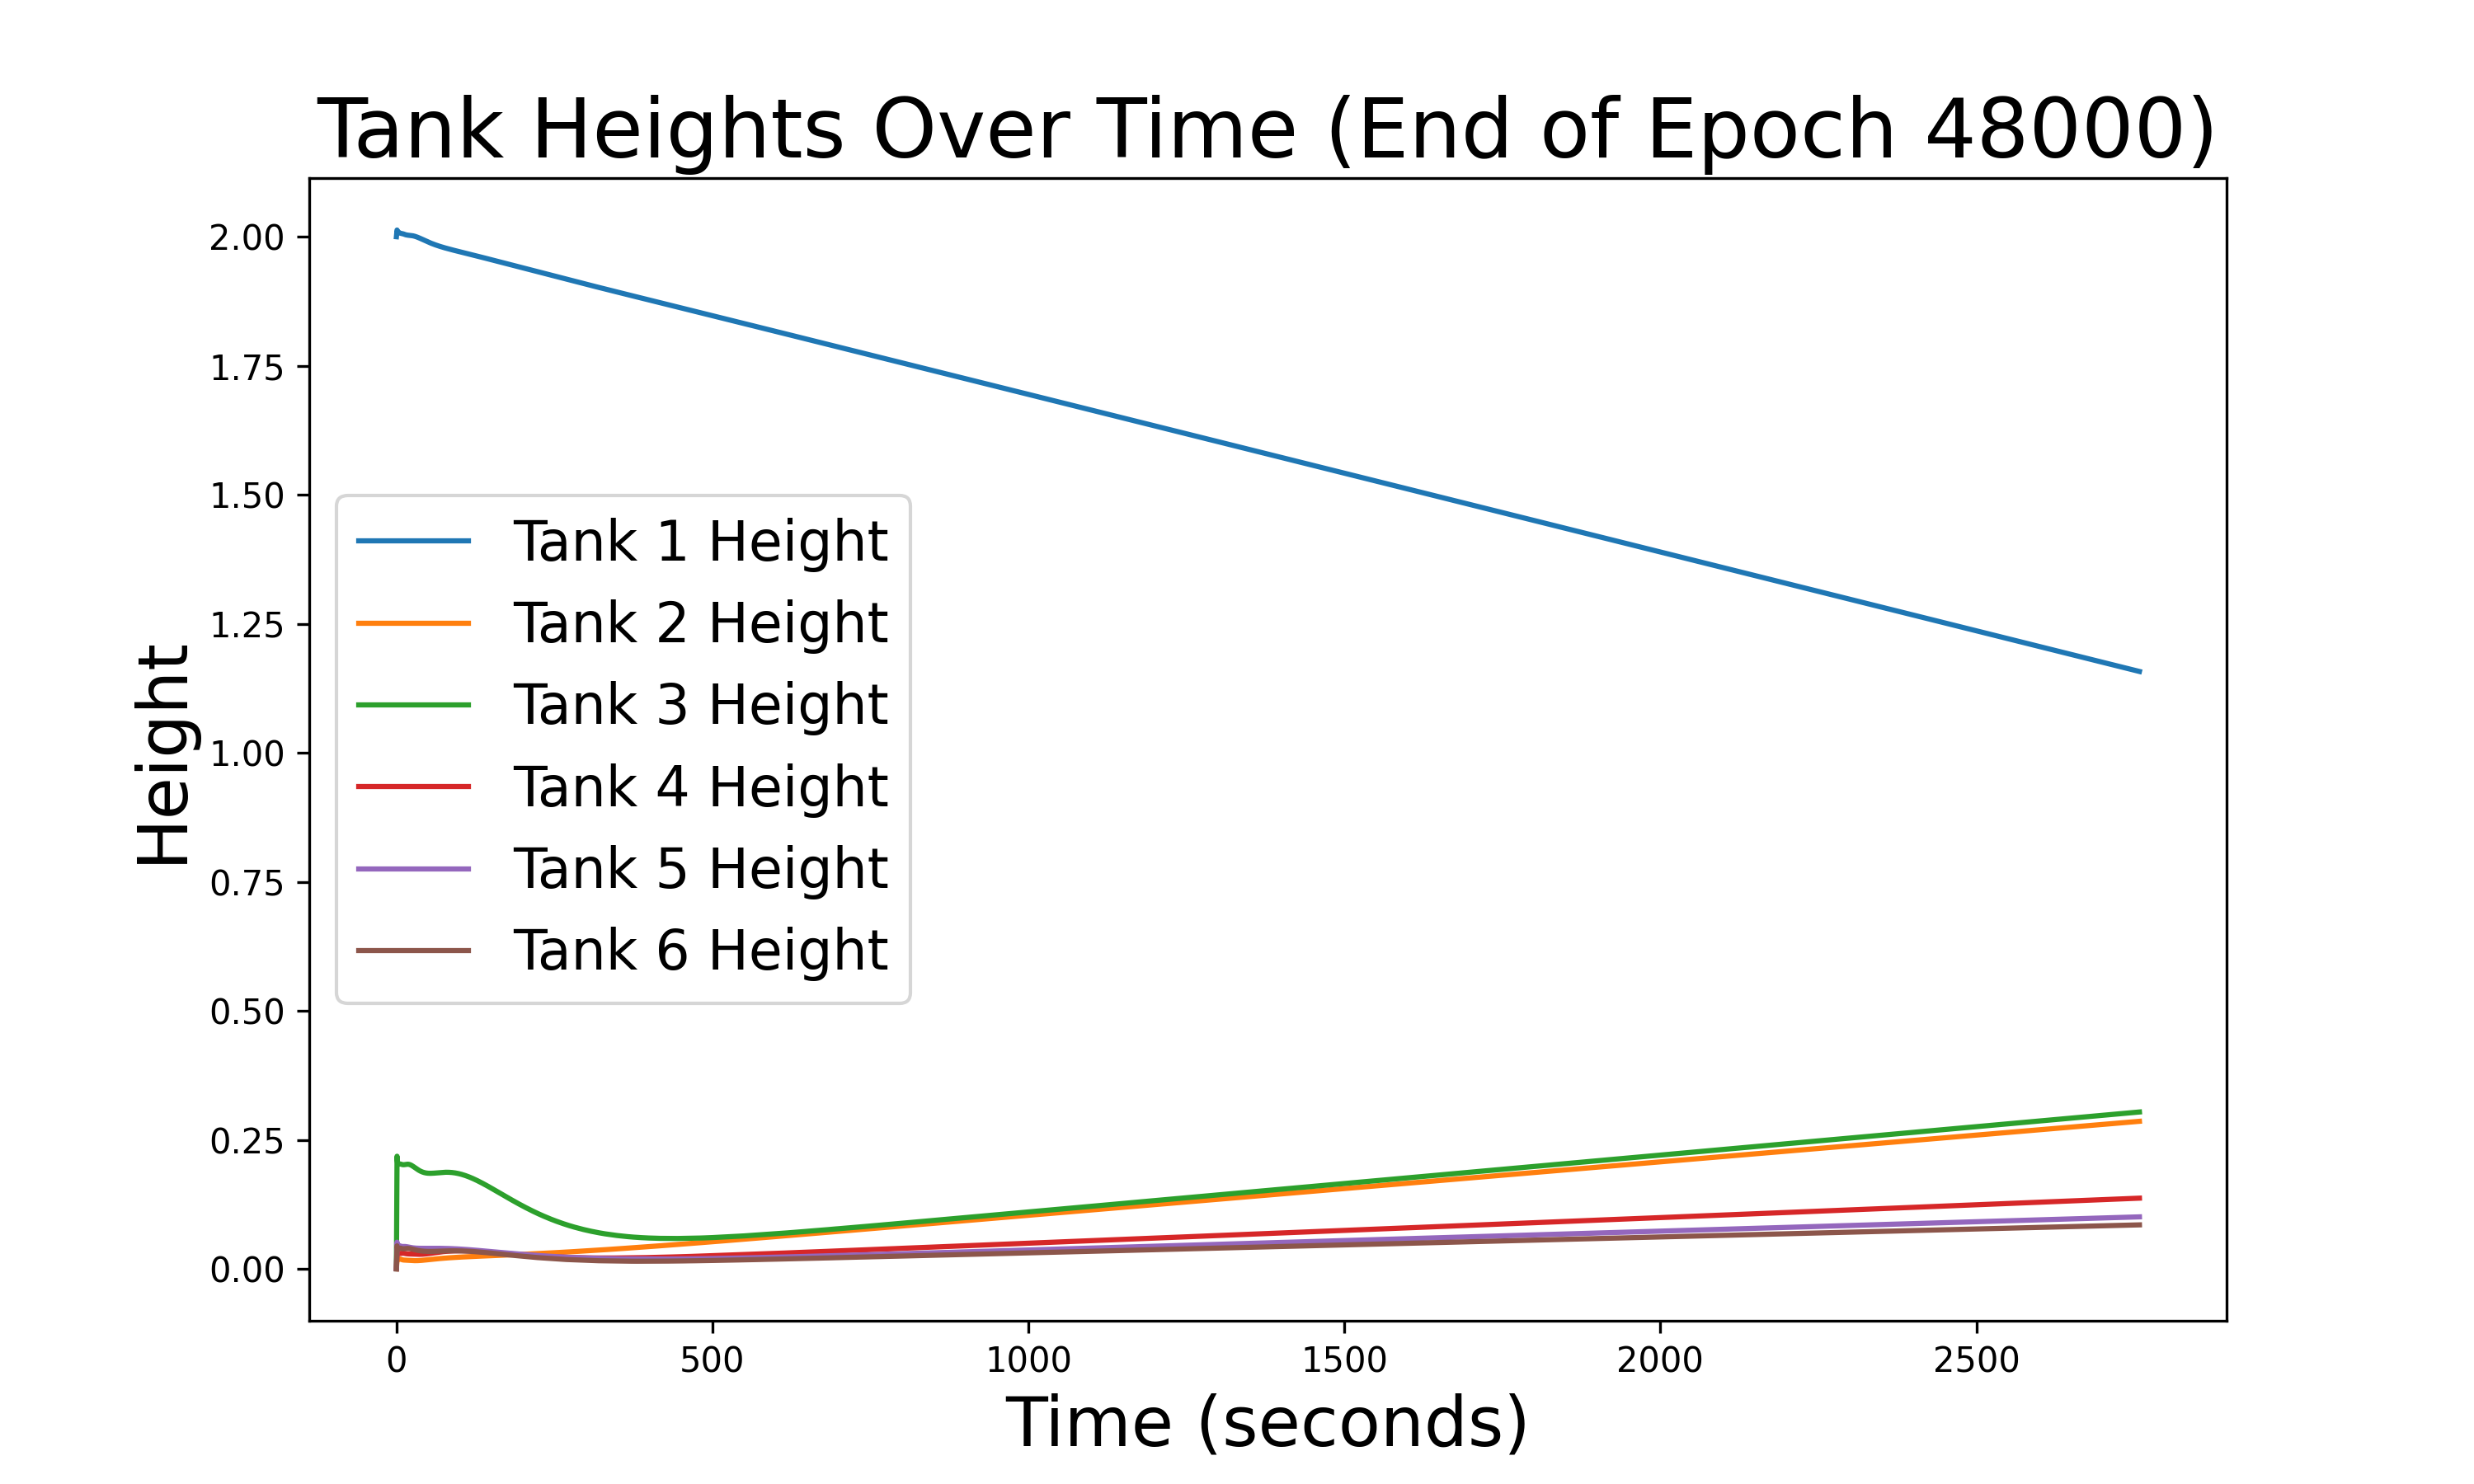 Tank Heights Over Time (End of Epoch 48000)
Height
2.00
1.75
1.50
1.25
1.00
0.75
0.50
0.25
0.00
Tank 1 Height
Tank 2 Height
Tank 3 Height
Tank 4 Height
Tank 5 Height
Tank 6 Height
0 500 1000 1500 2000 2500
Time (seconds)